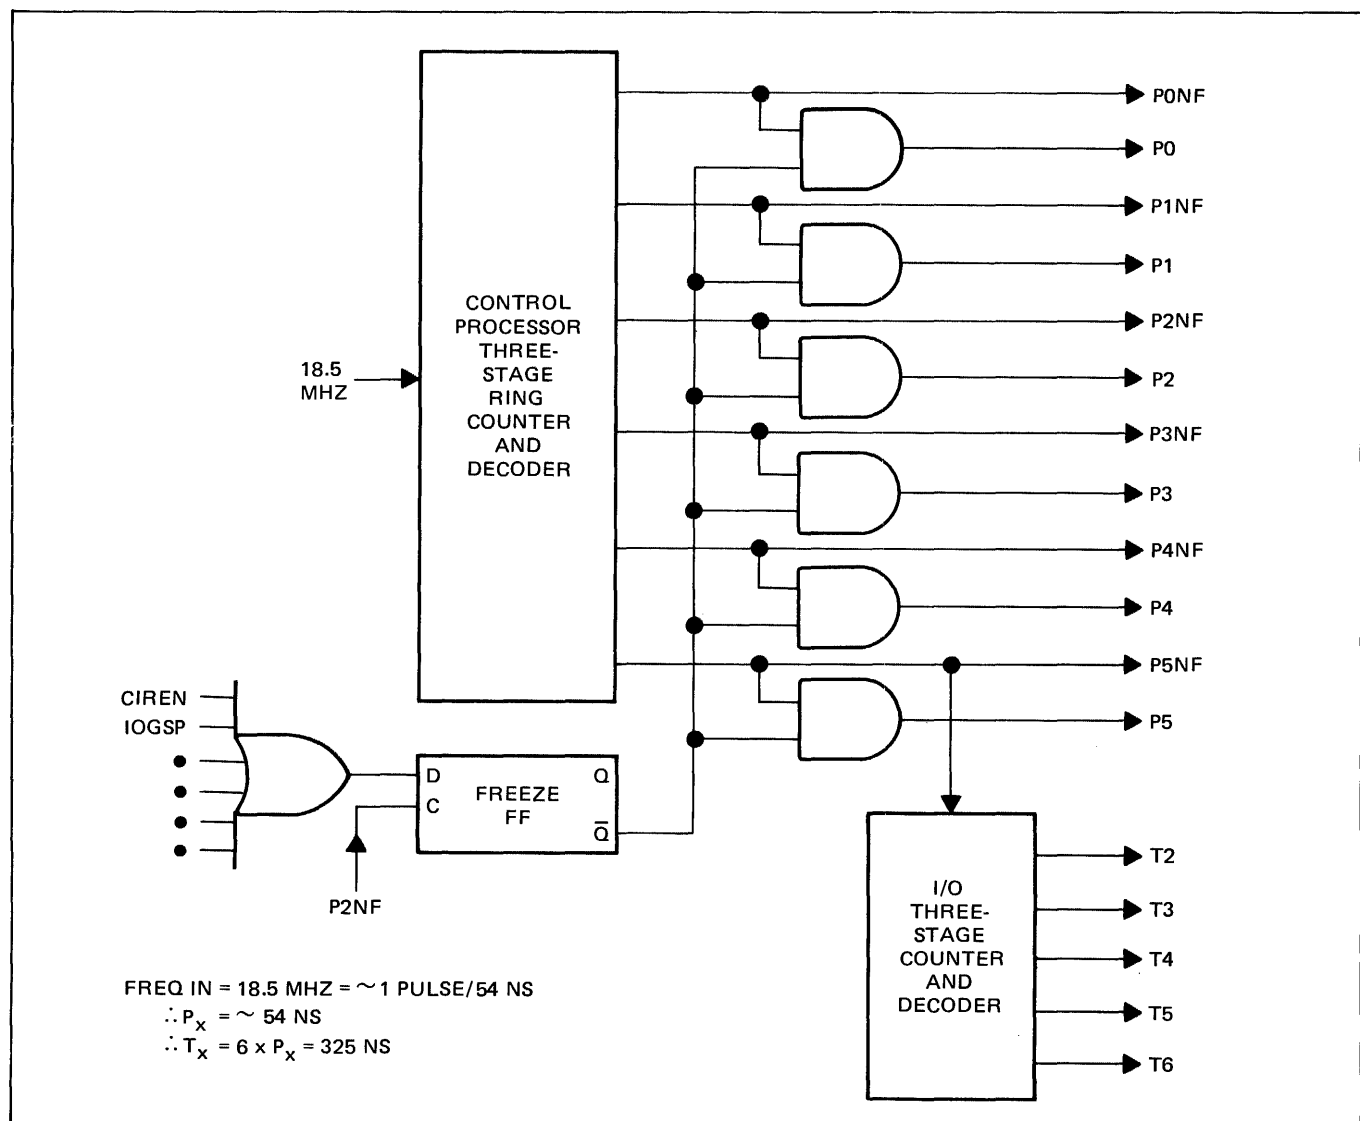 P0NF
P0
P1NF
P1
P2NF
P2
P3NF
P3
P4NF
P4
P5NF
P5
CONTROL
PROCESSOR
THREE-
STAGE
RING
COUNTER
AND
DECODER
18.5
MHZ
CIREN
IOGSP
D Q
C
FREEZE
FF
Q̅
P2NF
I/O
THREE-
STAGE
COUNTER
AND
DECODER
T2
T3
T4
T5
T6
FREQ IN = 18.5 MHZ = ~1 PULSE/54 NS
∴ Pₓ = ~ 54 NS
∴ Tₓ = 6 x Pₓ = 325 NS